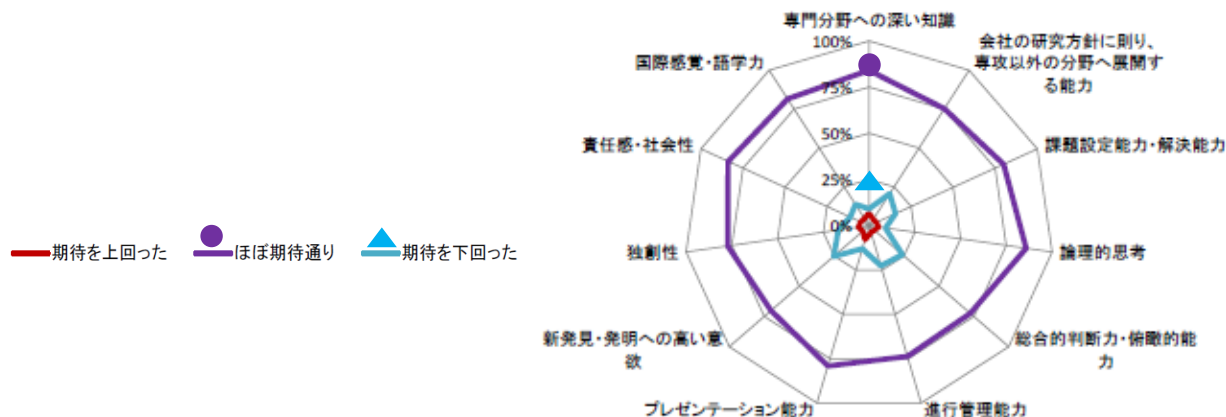 専門分野への深い知識
会社の研究方針に則り、
専攻以外の分野へ展開す
る能力
課題設定能力・解決能力
論理的思考
総合的判断力・俯瞰的能
力
進行管理能力
プレゼンテーション能力
新発見・発明への高い意
欲
独創性
責任感・社会性
国際感覚・語学力
100%
75%
50%
25%
0%
期待を上回った
ほぼ期待通り
期待を下回った